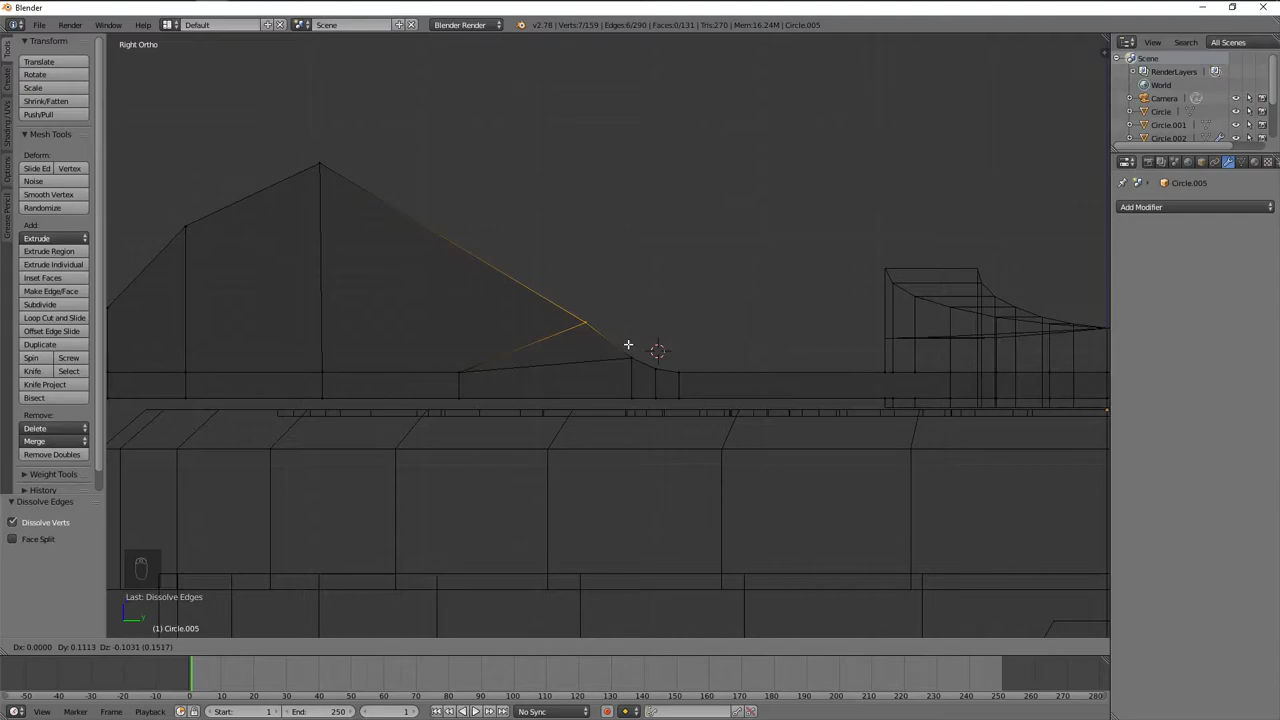 Blender
File Render Window Help Default Scene Blender Render v2.78 | Verts:7/159 | Edges:6/290 | Faces:0/131 | Tris:270 | Mem:16.24M | Circle.005
Tools
Create
Shading / UVs
Options
Grease Pencil
Transform
Translate
Rotate
Scale
Shrink/Fatten
Push/Pull
Mesh Tools
Deform:
Slide Ed Vertex
Noise
Smooth Vertex
Randomize
Add:
Extrude
Extrude Region
Extrude Individual
Inset Faces
Make Edge/Face
Subdivide
Loop Cut and Slide
Offset Edge Slide
Duplicate
Spin Screw
Knife Select
Knife Project
Bisect
Remove:
Delete
Merge
Remove Doubles
Weight Tools
History
Dissolve Edges
Dissolve Verts
Face Split
Right Ortho
Last: Dissolve Edges
y
(1) Circle.005
Dx: 0.0000 Dy: 0.1113 Dz: -0.1031 (0.1517)
View Search All Scenes
Scene
RenderLayers
World
Camera
Circle
Circle.001
Circle.002
Circle.005
Add Modifier
-50 -40 -30 -20 -10 0 10 20 30 40 50 60 70 80 90 100 110 120 130 140 150 160 170 180 190 200 210 220 230 240 250 260 270 280
View Marker Frame Playback Start: 1 End: 250 1 No Sync